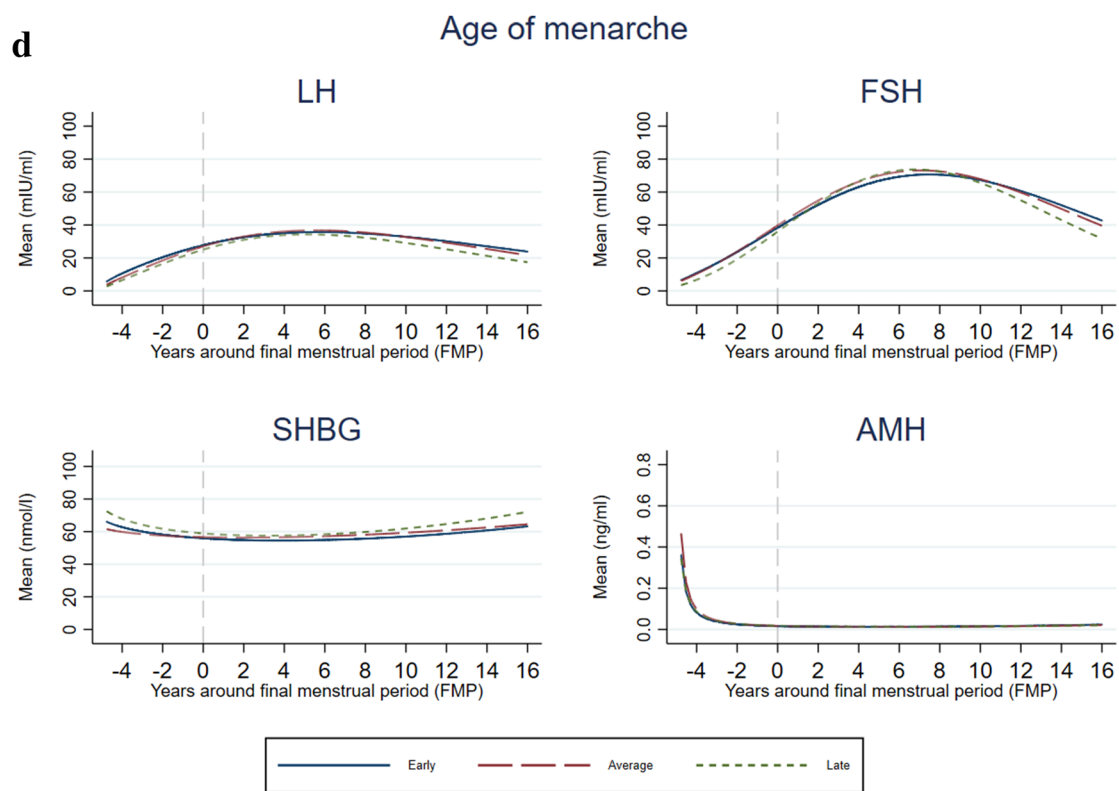 d
Age of menarche
LH
Mean (mIU/ml)
100
80
60
40
20
0
-4 -2 0 2 4 6 8 10 12 14 16
Years around final menstrual period (FMP)
FSH
Mean (mIU/ml)
100
80
60
40
20
0
-4 -2 0 2 4 6 8 10 12 14 16
Years around final menstrual period (FMP)
SHBG
Mean (nmol/l)
100
80
60
40
20
0
-4 -2 0 2 4 6 8 10 12 14 16
Years around final menstrual period (FMP)
AMH
Mean (ng/ml)
0.8
0.6
0.4
0.2
0.0
-4 -2 0 2 4 6 8 10 12 14 16
Years around final menstrual period (FMP)
Early Average Late